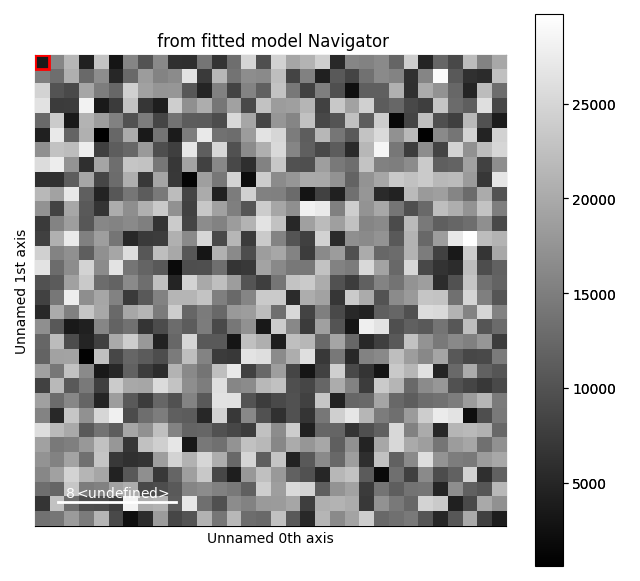 from fitted model Navigator
Unnamed 1st axis
8 <undefined>
Unnamed 0th axis
25000
20000
15000
10000
5000